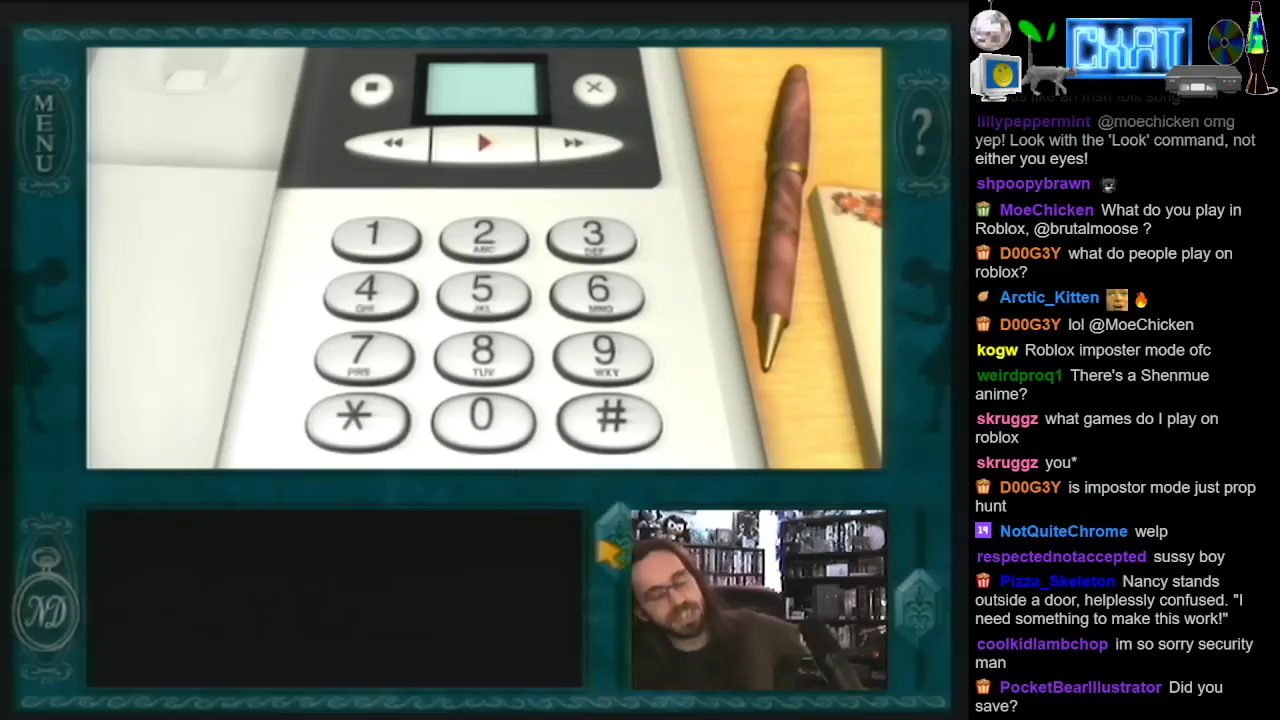 MENU
?
ND
1
2
ABC
3
DEF
4
GHI
5
JKL
6
MNO
7
PRS
8
TUV
9
WXY
*
0
#
CHAT
lillypeppermint @moechicken omg
yep! Look with the 'Look' command, not
either you eyes!
shpoopybrawn
MoeChicken What do you play in
Roblox, @brutalmoose ?
D00G3Y what do people play on
roblox?
Arctic_Kitten
D00G3Y lol @MoeChicken
kogw Roblox imposter mode ofc
weirdproq1 There's a Shenmue
anime?
skruggz what games do I play on
roblox
skruggz you*
D00G3Y is impostor mode just prop
hunt
NotQuiteChrome welp
respectednotaccepted sussy boy
Pizza_Skeleton Nancy stands
outside a door, helplessly confused. "I
need something to make this work!"
coolkidlambchop im so sorry security
man
PocketBearIllustrator Did you
save?